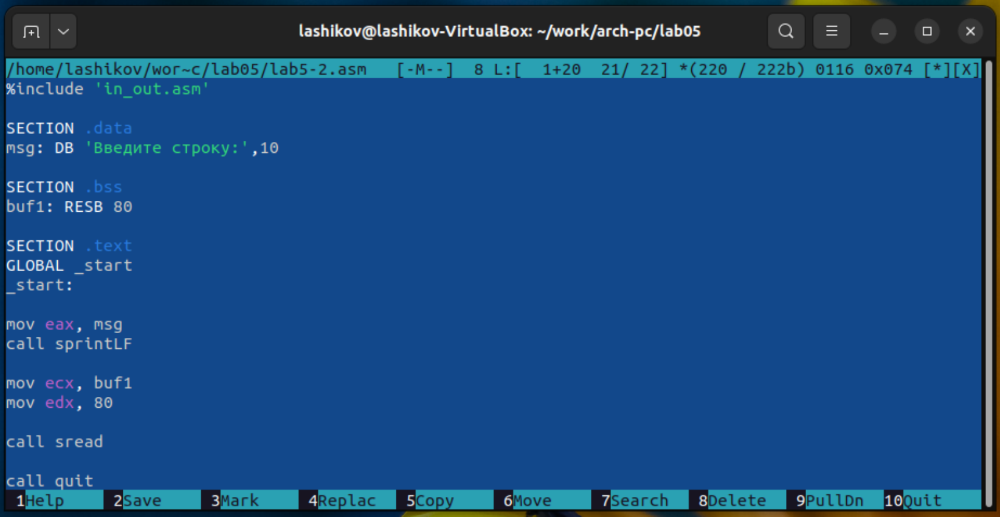 lashikov@lashikov-VirtualBox: ~/work/arch-pc/lab05
/home/lashikov/wor~c/lab05/lab5-2.asm   [-M--]  8 L:[  1+20  21/ 22] *(220 / 222b) 0116 0x074 [*][X]
%include 'in_out.asm'
SECTION .data
msg: DB 'Введите строку:',10
SECTION .bss
buf1: RESB 80
SECTION .text
GLOBAL _start
_start:
mov eax, msg
call sprintLF
mov ecx, buf1
mov edx, 80
call sread
call quit
1Help 2Save 3Mark 4Replac 5Copy 6Move 7Search 8Delete 9PullDn 10Quit